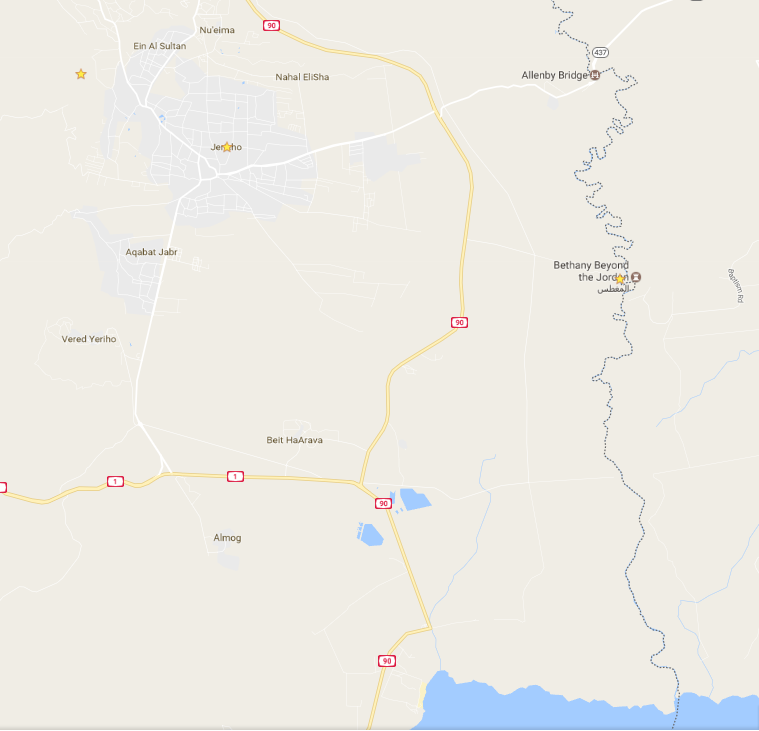 Nu'eima
90
Ein Al Sultan
437
Allenby Bridge
Nahal EliSha
Jericho
Aqabat Jabr
Bethany Beyond
the Jordan
المغطس
Baptism Rd
90
Vered Yeriho
Beit HaArava
1
1
90
Almog
90